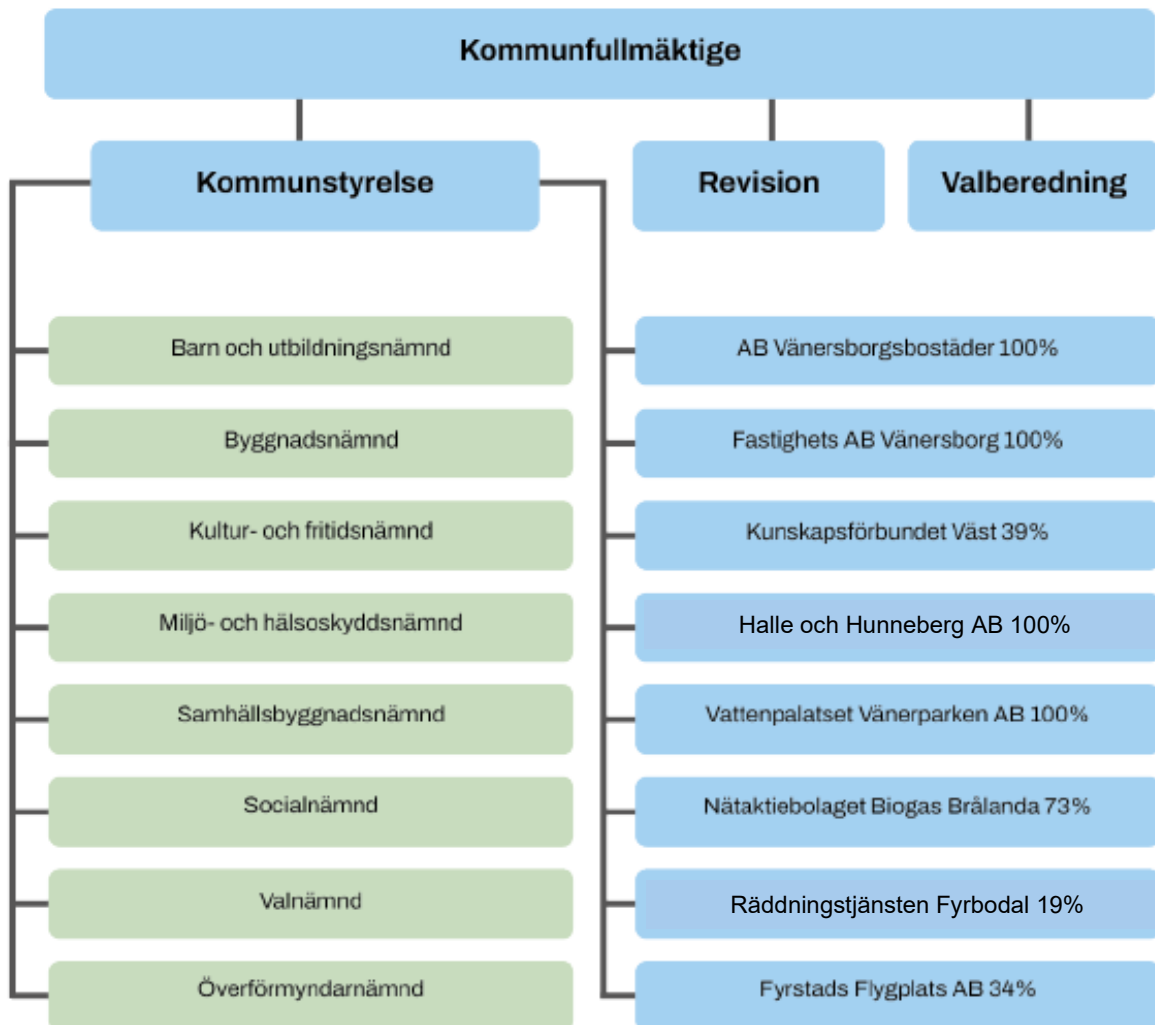 Kommunfullmäktige
Kommunstyrelse
Revision
Valberedning
Barn och utbildningsnämnd
Byggnadsnämnd
Kultur- och fritidsnämnd
Miljö- och hälsoskyddsnämnd
Samhällsbyggnadsnämnd
Socialnämnd
Valnämnd
Överförmyndarnämnd
AB Vänersborgsbostäder 100%
Fastighets AB Vänersborg 100%
Kunskapsförbundet Väst 39%
Halle och Hunneberg AB 100%
Vattenpalatset Vänerparken AB 100%
Nätaktiebolaget Biogas Brålanda 73%
Räddningstjänsten Fyrbodal 19%
Fyrstads Flygplats AB 34%